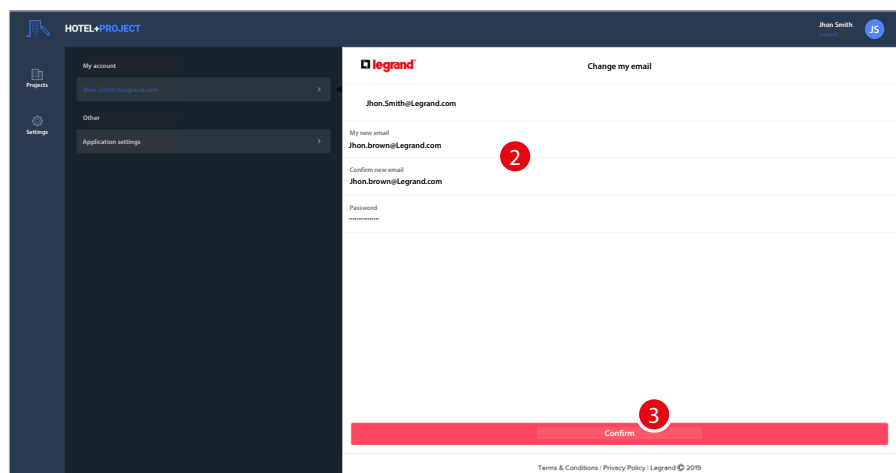 HOTEL+PROJECT
Jhon Smith
Logout
JS
Projects
Settings
My account
Jhon.Smith@Legrand.com
Other
Application settings
legrand®
Change my email
Jhon.Smith@Legrand.com
My new email
Jhon.brown@Legrand.com
2
Confirm new email
Jhon.brown@Legrand.com
Password
3
Confirm
Terms & Conditions | Privacy Policy | Legrand © 2019